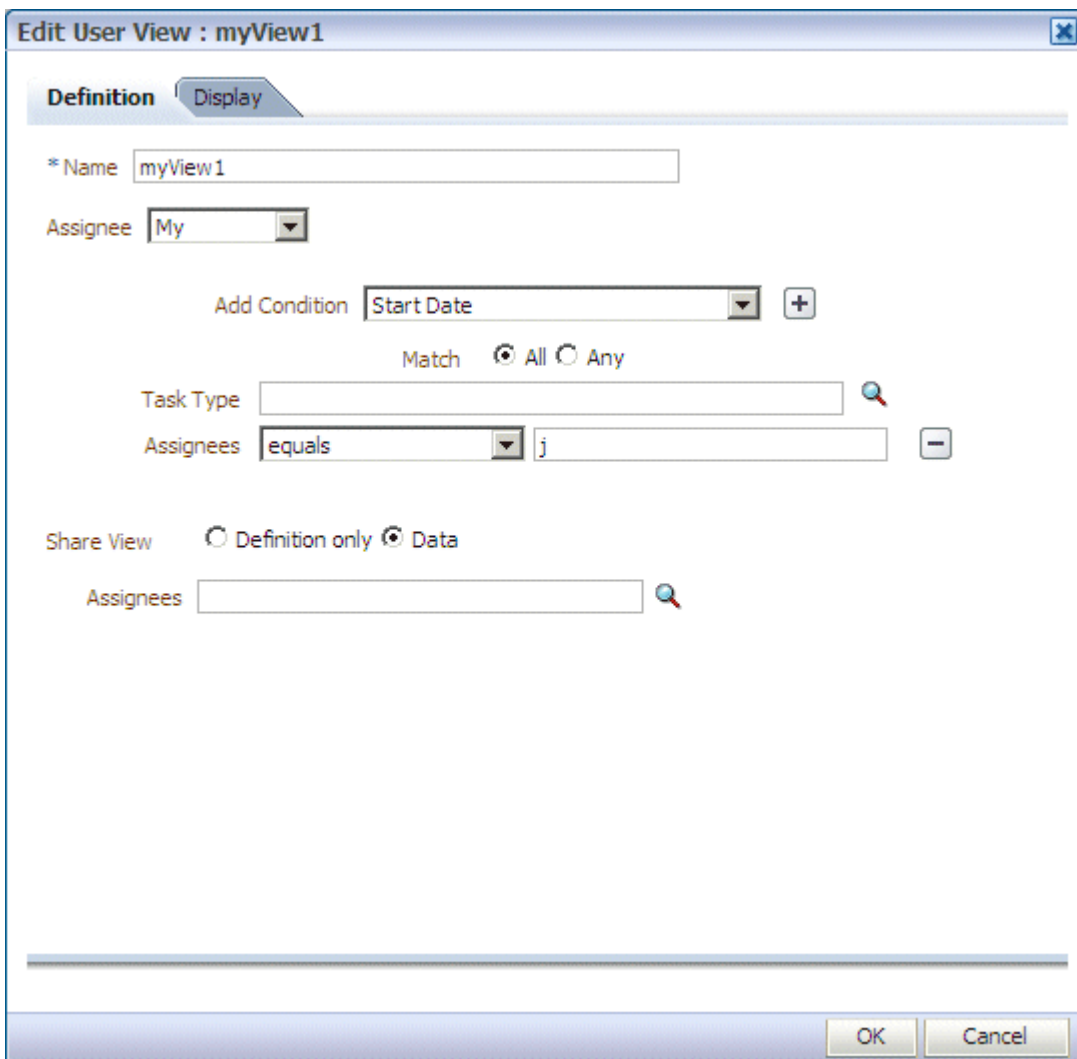 Edit User View : myView1
Definition Display
* Name myView1
Assignee My
Add Condition Start Date
Match All Any
Task Type
Assignees equals j
Share View Definition only Data
Assignees
OK Cancel